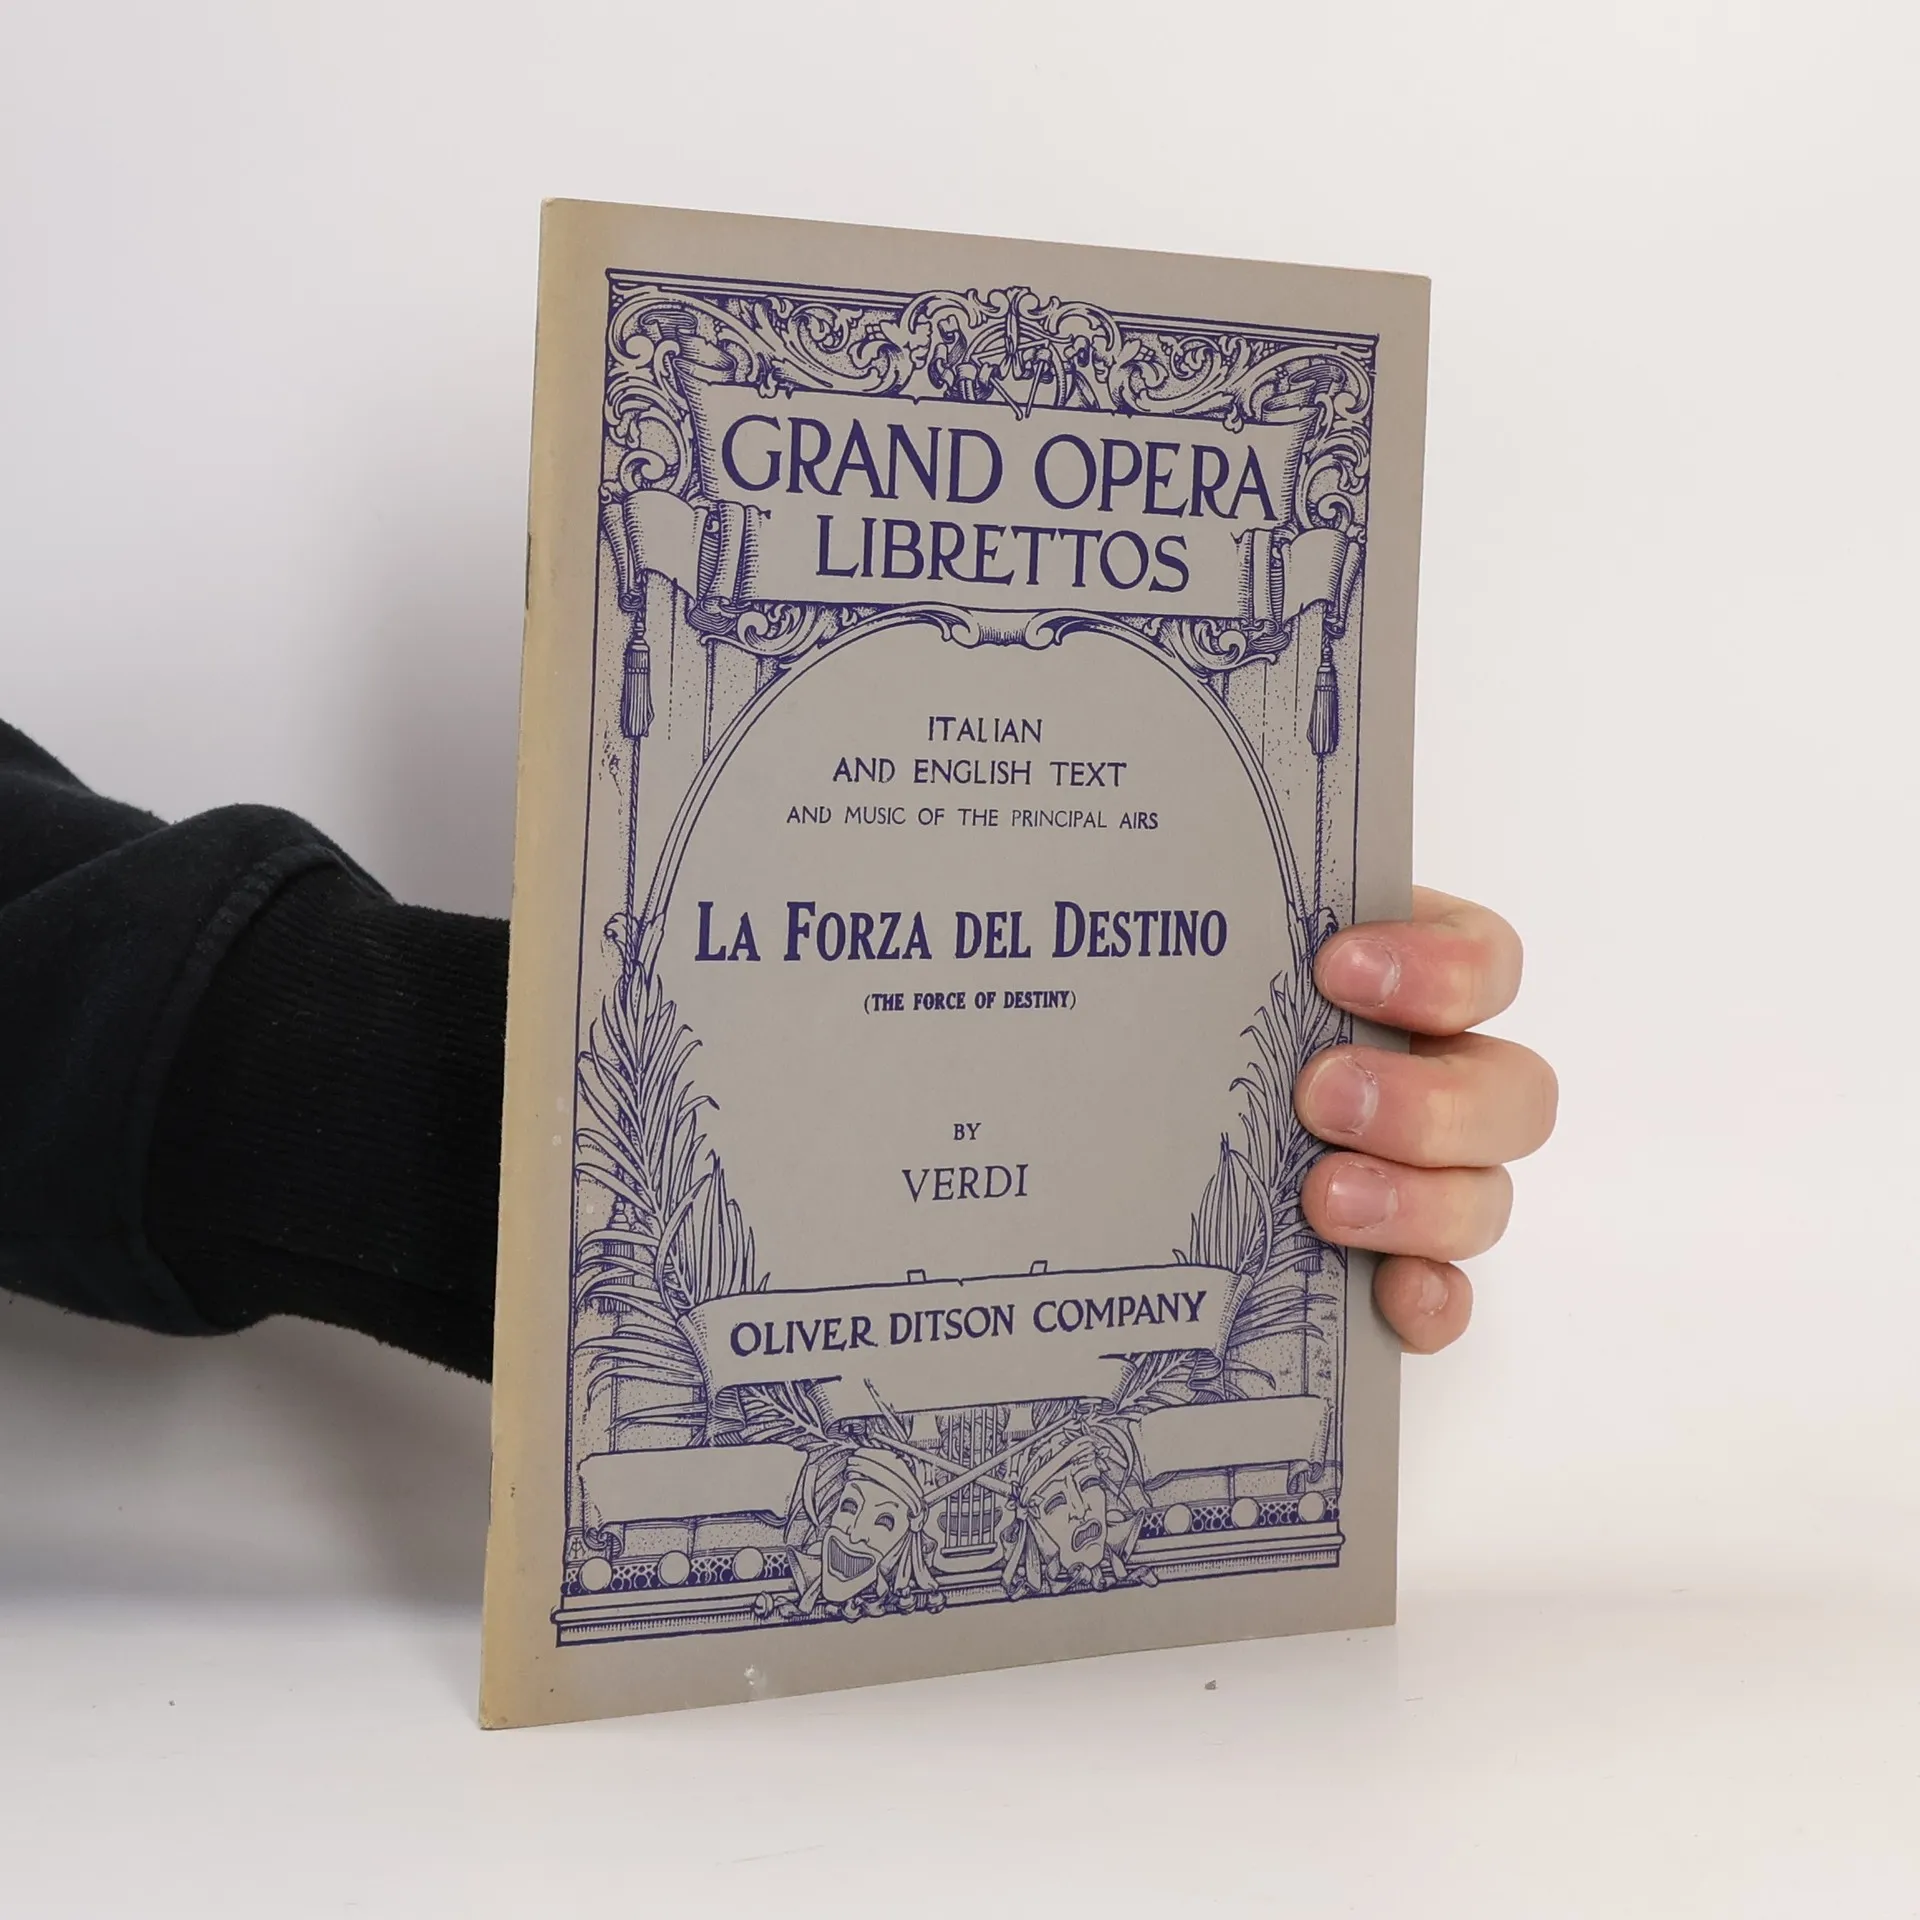 GRAND OPERA
LIBRETTOS
ITALIAN
AND ENGLISH TEXT
AND MUSIC OF THE PRINCIPAL AIRS
LA FORZA DEL DESTINO
(THE FORCE OF DESTINY)
BY
VERDI
OLIVER DITSON COMPANY